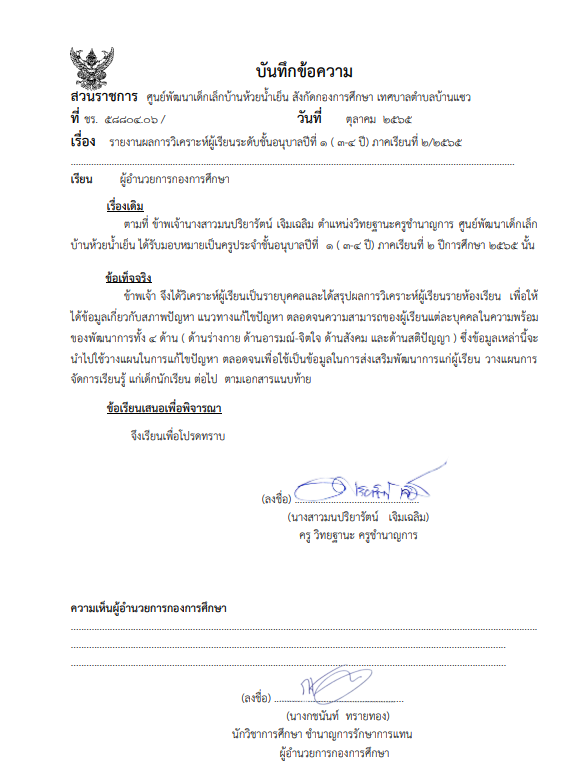 บันทึกข้อความ
ส่วนราชการ ศูนย์พัฒนาเด็กเล็กบ้านห้วยน้ำเย็น สังกัดกองการศึกษา เทศบาลตำบลบ้านแซว
ที่ ชร. ๕๘๘๐๔.๐๖ / วันที่ ตุลาคม ๒๕๖๕
เรื่อง รายงานผลการวิเคราะห์ผู้เรียนระดับชั้นอนุบาลปีที่ ๑ ( ๓-๔ ปี) ภาคเรียนที่ ๒/๒๕๖๕
เรียน ผู้อำนวยการกองการศึกษา
เรื่องเดิม
ตามที่ ข้าพเจ้านางสาวมนปริยารัตน์ เจิมเฉลิม ตำแหน่งวิทยฐานะครูชำนาญการ ศูนย์พัฒนาเด็กเล็ก
บ้านห้วยน้ำเย็น ได้รับมอบหมายเป็นครูประจำชั้นอนุบาลปีที่ ๑ ( ๓-๔ ปี) ภาคเรียนที่ ๒ ปีการศึกษา ๒๕๖๕ นั้น
ข้อเท็จจริง
ข้าพเจ้า จึงได้วิเคราะห์ผู้เรียนเป็นรายบุคคลและได้สรุปผลการวิเคราะห์ผู้เรียนรายห้องเรียน เพื่อให้
ได้ข้อมูลเกี่ยวกับสภาพปัญหา แนวทางแก้ไขปัญหา ตลอดจนความสามารถของผู้เรียนแต่ละบุคคลในความพร้อม
ของพัฒนาการทั้ง ๔ ด้าน ( ด้านร่างกาย ด้านอารมณ์-จิตใจ ด้านสังคม และด้านสติปัญญา ) ซึ่งข้อมูลเหล่านี้จะ
นำไปใช้วางแผนในการแก้ไขปัญหา ตลอดจนเพื่อใช้เป็นข้อมูลในการส่งเสริมพัฒนาการแก่ผู้เรียน วางแผนการ
จัดการเรียนรู้ แก่เด็กนักเรียน ต่อไป ตามเอกสารแนบท้าย
ข้อเรียนเสนอเพื่อพิจารณา
จึงเรียนเพื่อโปรดทราบ
(ลงชื่อ)
(นางสาวมนปริยารัตน์ เจิมเฉลิม)
ครู วิทยฐานะ ครูชำนาญการ
ความเห็นผู้อำนวยการกองการศึกษา
(ลงชื่อ)
(นางกชนันท์ ทรายทอง)
นักวิชาการศึกษา ชำนาญการรักษาการแทน
ผู้อำนวยการกองการศึกษา